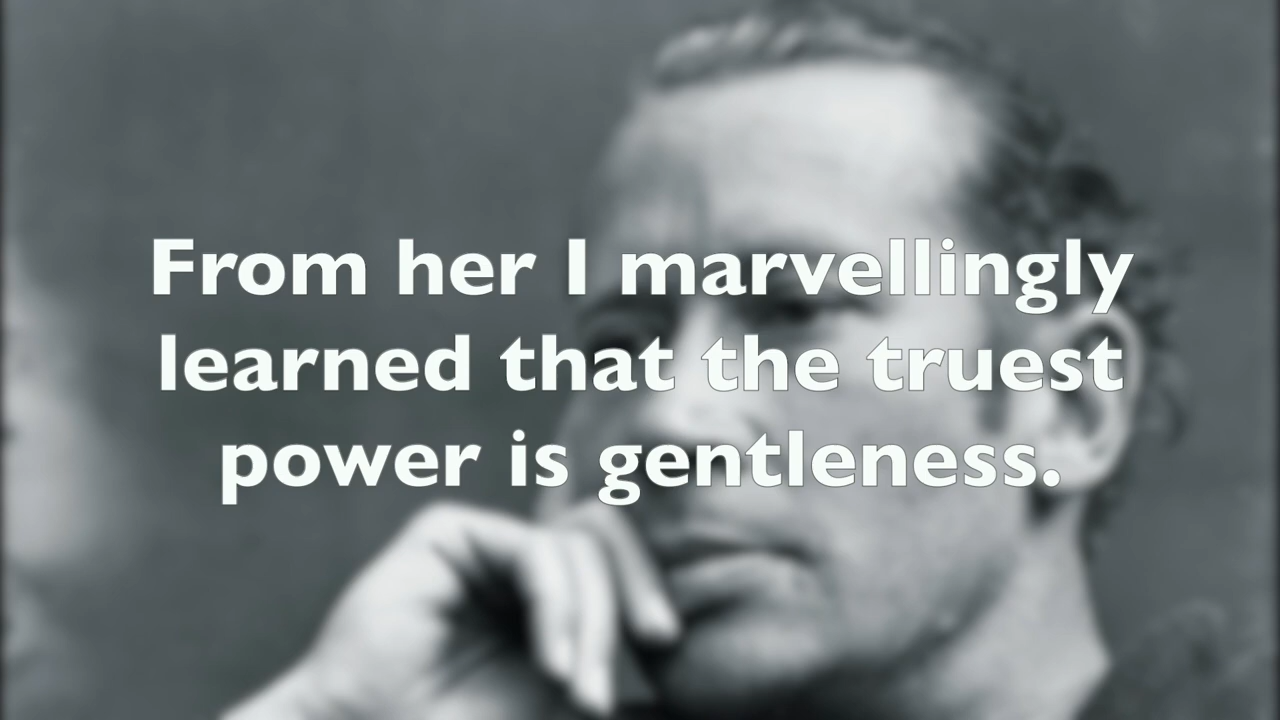 From her I marvellingly
learned that the truest
power is gentleness.